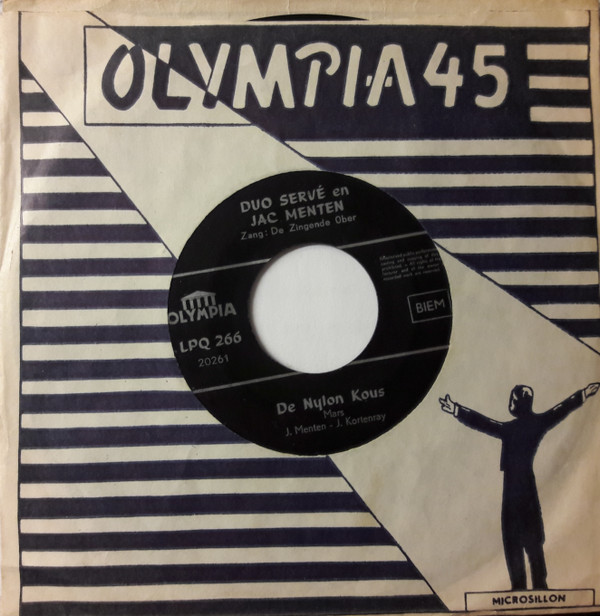 OLYMPIA 45
DUO SERVÉ en
JAC MENTEN
Zang: De Zingende Ober
OLYMPIA
BIEM
LPQ 266
20261
De Nylon Kous
Mars
J. Menten - J. Kortenray
MICROSILLON